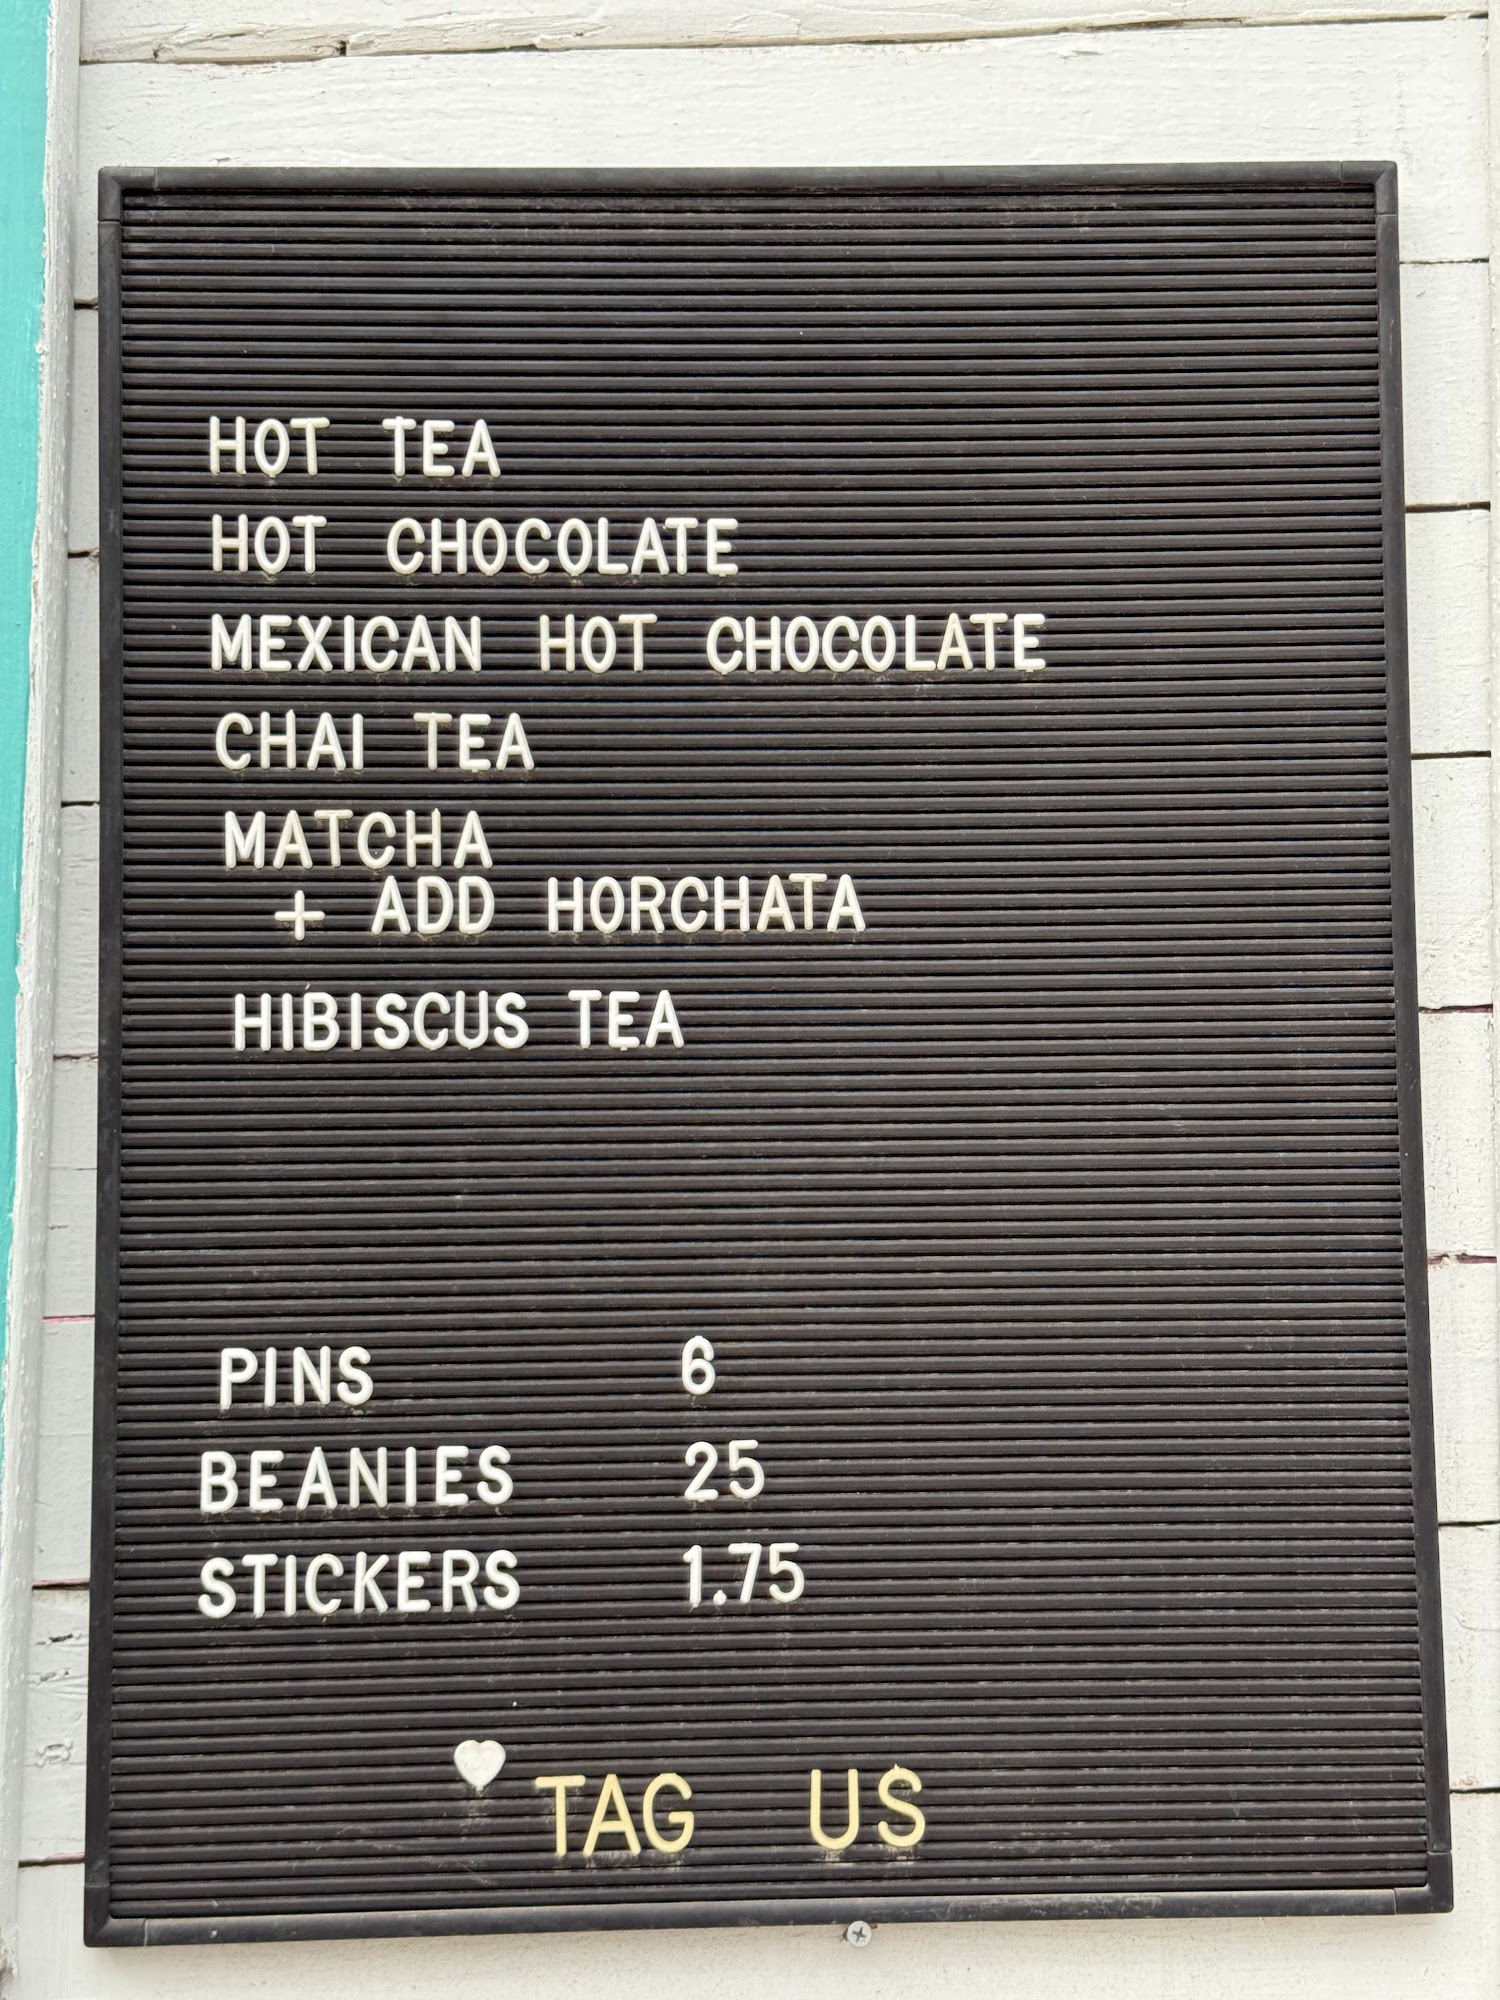 HOT TEA
HOT CHOCOLATE
MEXICAN HOT CHOCOLATE
CHAI TEA
MATCHA
+ ADD HORCHATA
HIBISCUS TEA
PINS 6
BEANIES 25
STICKERS 1.75
TAG US